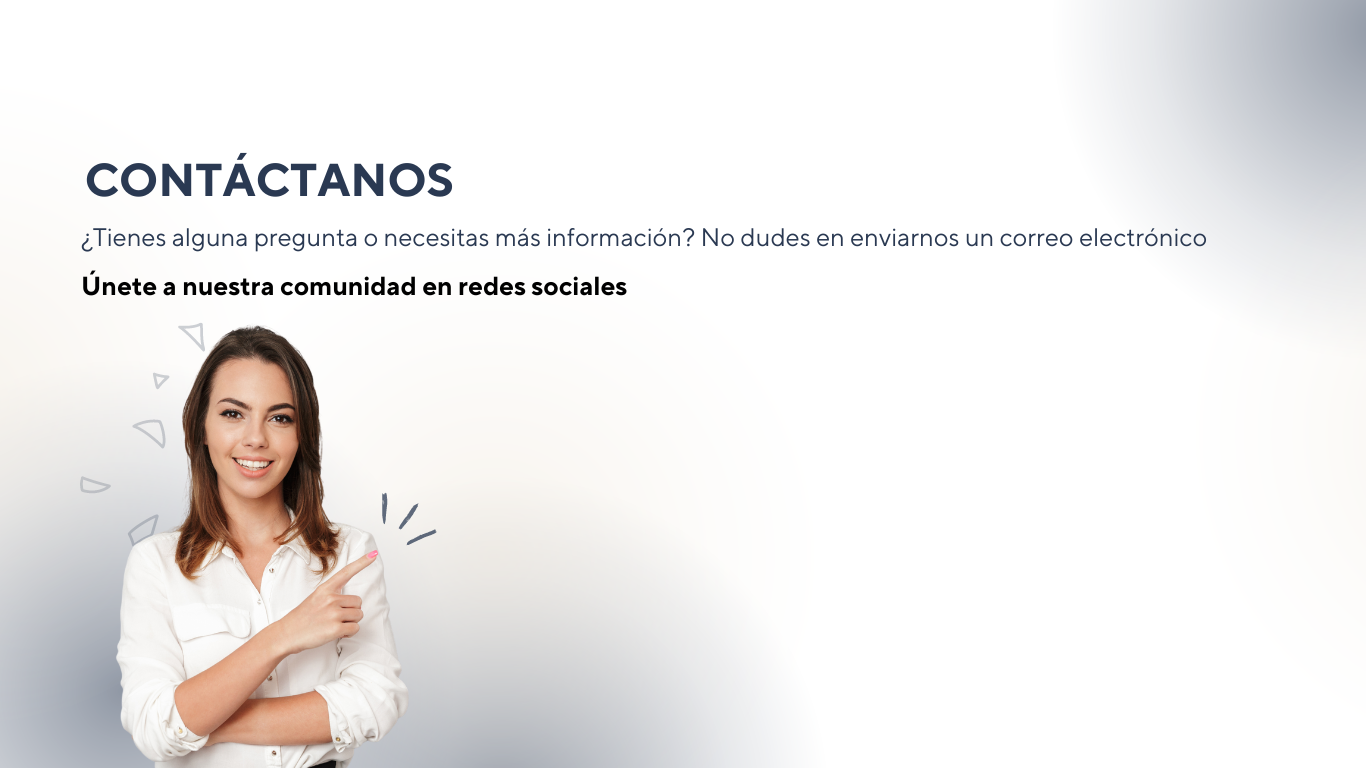 CONTÁCTANOS
¿Tienes alguna pregunta o necesitas más información? No dudes en enviarnos un correo electrónico
Únete a nuestra comunidad en redes sociales